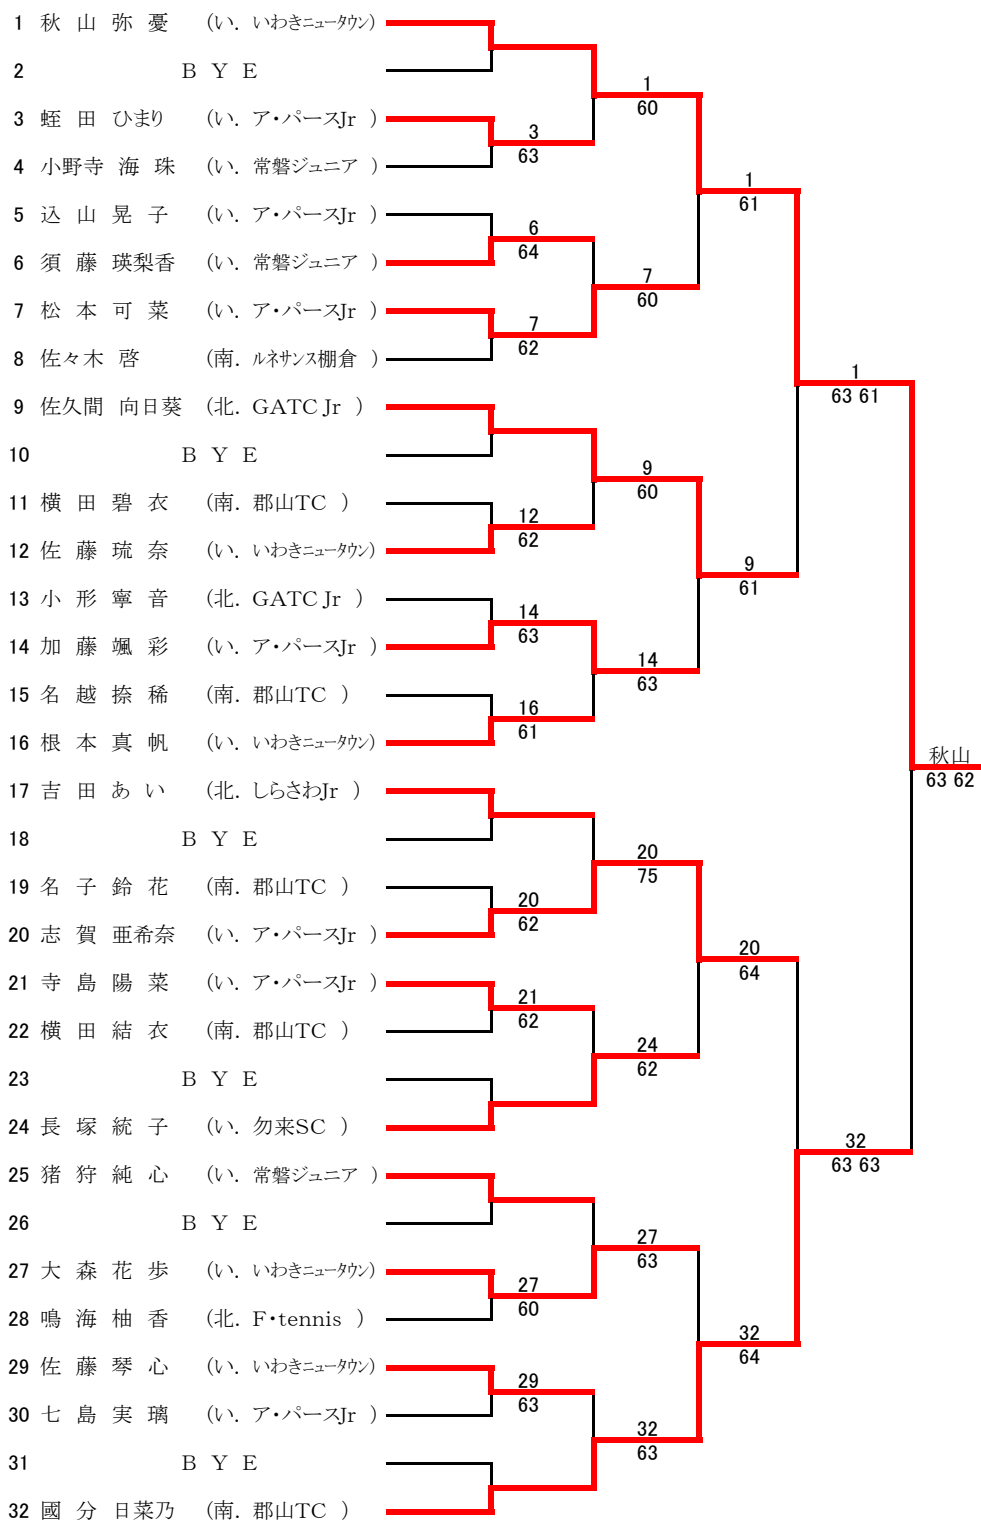 1 秋 山 弥 憂 (い. いわきニュータウン)
2 B Y E
1
60
3 蛭 田 ひまり (い. ア・パースJr )
3
63
4 小野寺 海 珠 (い. 常磐ジュニア )
1
61
5 込 山 晃 子 (い. ア・パースJr )
6
64
6 須 藤 瑛梨香 (い. 常磐ジュニア )
7
60
7 松 本 可 菜 (い. ア・パースJr )
7
62
8 佐々木 啓 (南. ルネサンス棚倉 )
1
63 61
9 佐久間 向日葵 (北. GATC Jr )
10 B Y E
9
60
11 横 田 碧 衣 (南. 郡山TC )
12
62
12 佐 藤 琉 奈 (い. いわきニュータウン)
9
61
13 小 形 寧 音 (北. GATC Jr )
14
63
14 加 藤 颯 彩 (い. ア・パースJr )
14
63
15 名 越 捺 稀 (南. 郡山TC )
16
61
16 根 本 真 帆 (い. いわきニュータウン)
秋山
63 62
17 吉 田 あ い (北. しらさわJr )
18 B Y E
20
75
19 名 子 鈴 花 (南. 郡山TC )
20
62
20 志 賀 亜希奈 (い. ア・パースJr )
20
64
21 寺 島 陽 菜 (い. ア・パースJr )
21
62
22 横 田 結 衣 (南. 郡山TC )
24
62
23 B Y E
24 長 塚 統 子 (い. 勿来SC )
32
63 63
25 猪 狩 純 心 (い. 常磐ジュニア )
26 B Y E
27
63
27 大 森 花 歩 (い. いわきニュータウン)
27
60
28 鳴 海 柚 香 (北. F・tennis )
32
64
29 佐 藤 琴 心 (い. いわきニュータウン)
29
63
30 七 島 実 璃 (い. ア・パースJr )
32
63
31 B Y E
32 國 分 日菜乃 (南. 郡山TC )